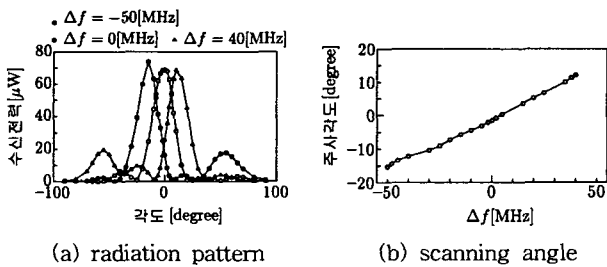 Δf = −50[MHz]
Δf = 0[MHz] Δf = 40[MHz]
수신전력[μW]
80
60
40
20
0
−100 0 100
각도 [degree]
(a) radiation pattern
주사각도 [degree]
20
10
0
−10
−20
−50 0 50
Δf[MHz]
(b) scanning angle